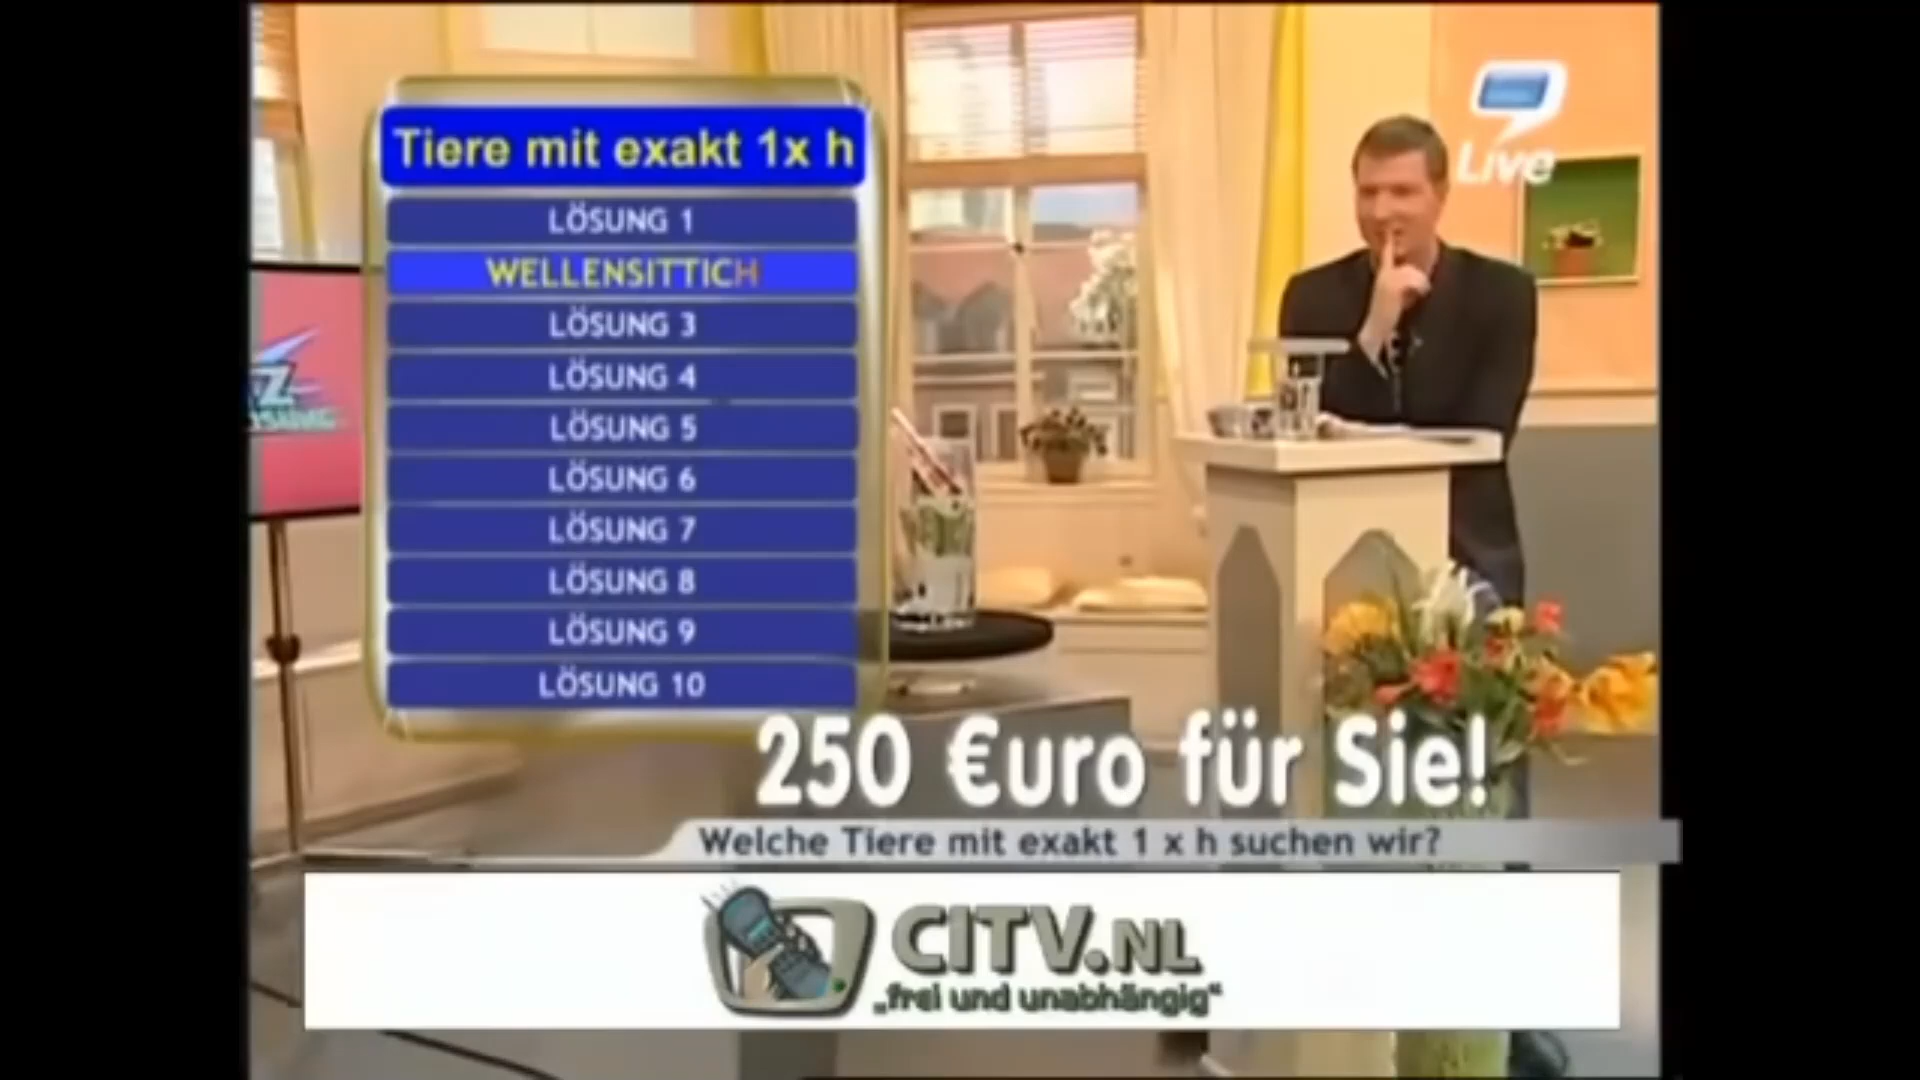 Live
Tiere mit exakt 1x h
LÖSUNG 1
WELLENSITTICH
LÖSUNG 3
LÖSUNG 4
LÖSUNG 5
LÖSUNG 6
LÖSUNG 7
LÖSUNG 8
LÖSUNG 9
LÖSUNG 10
250 €uro für Sie!
Welche Tiere mit exakt 1 x h suchen wir?
CITV.NL
„frei und unabhängig“